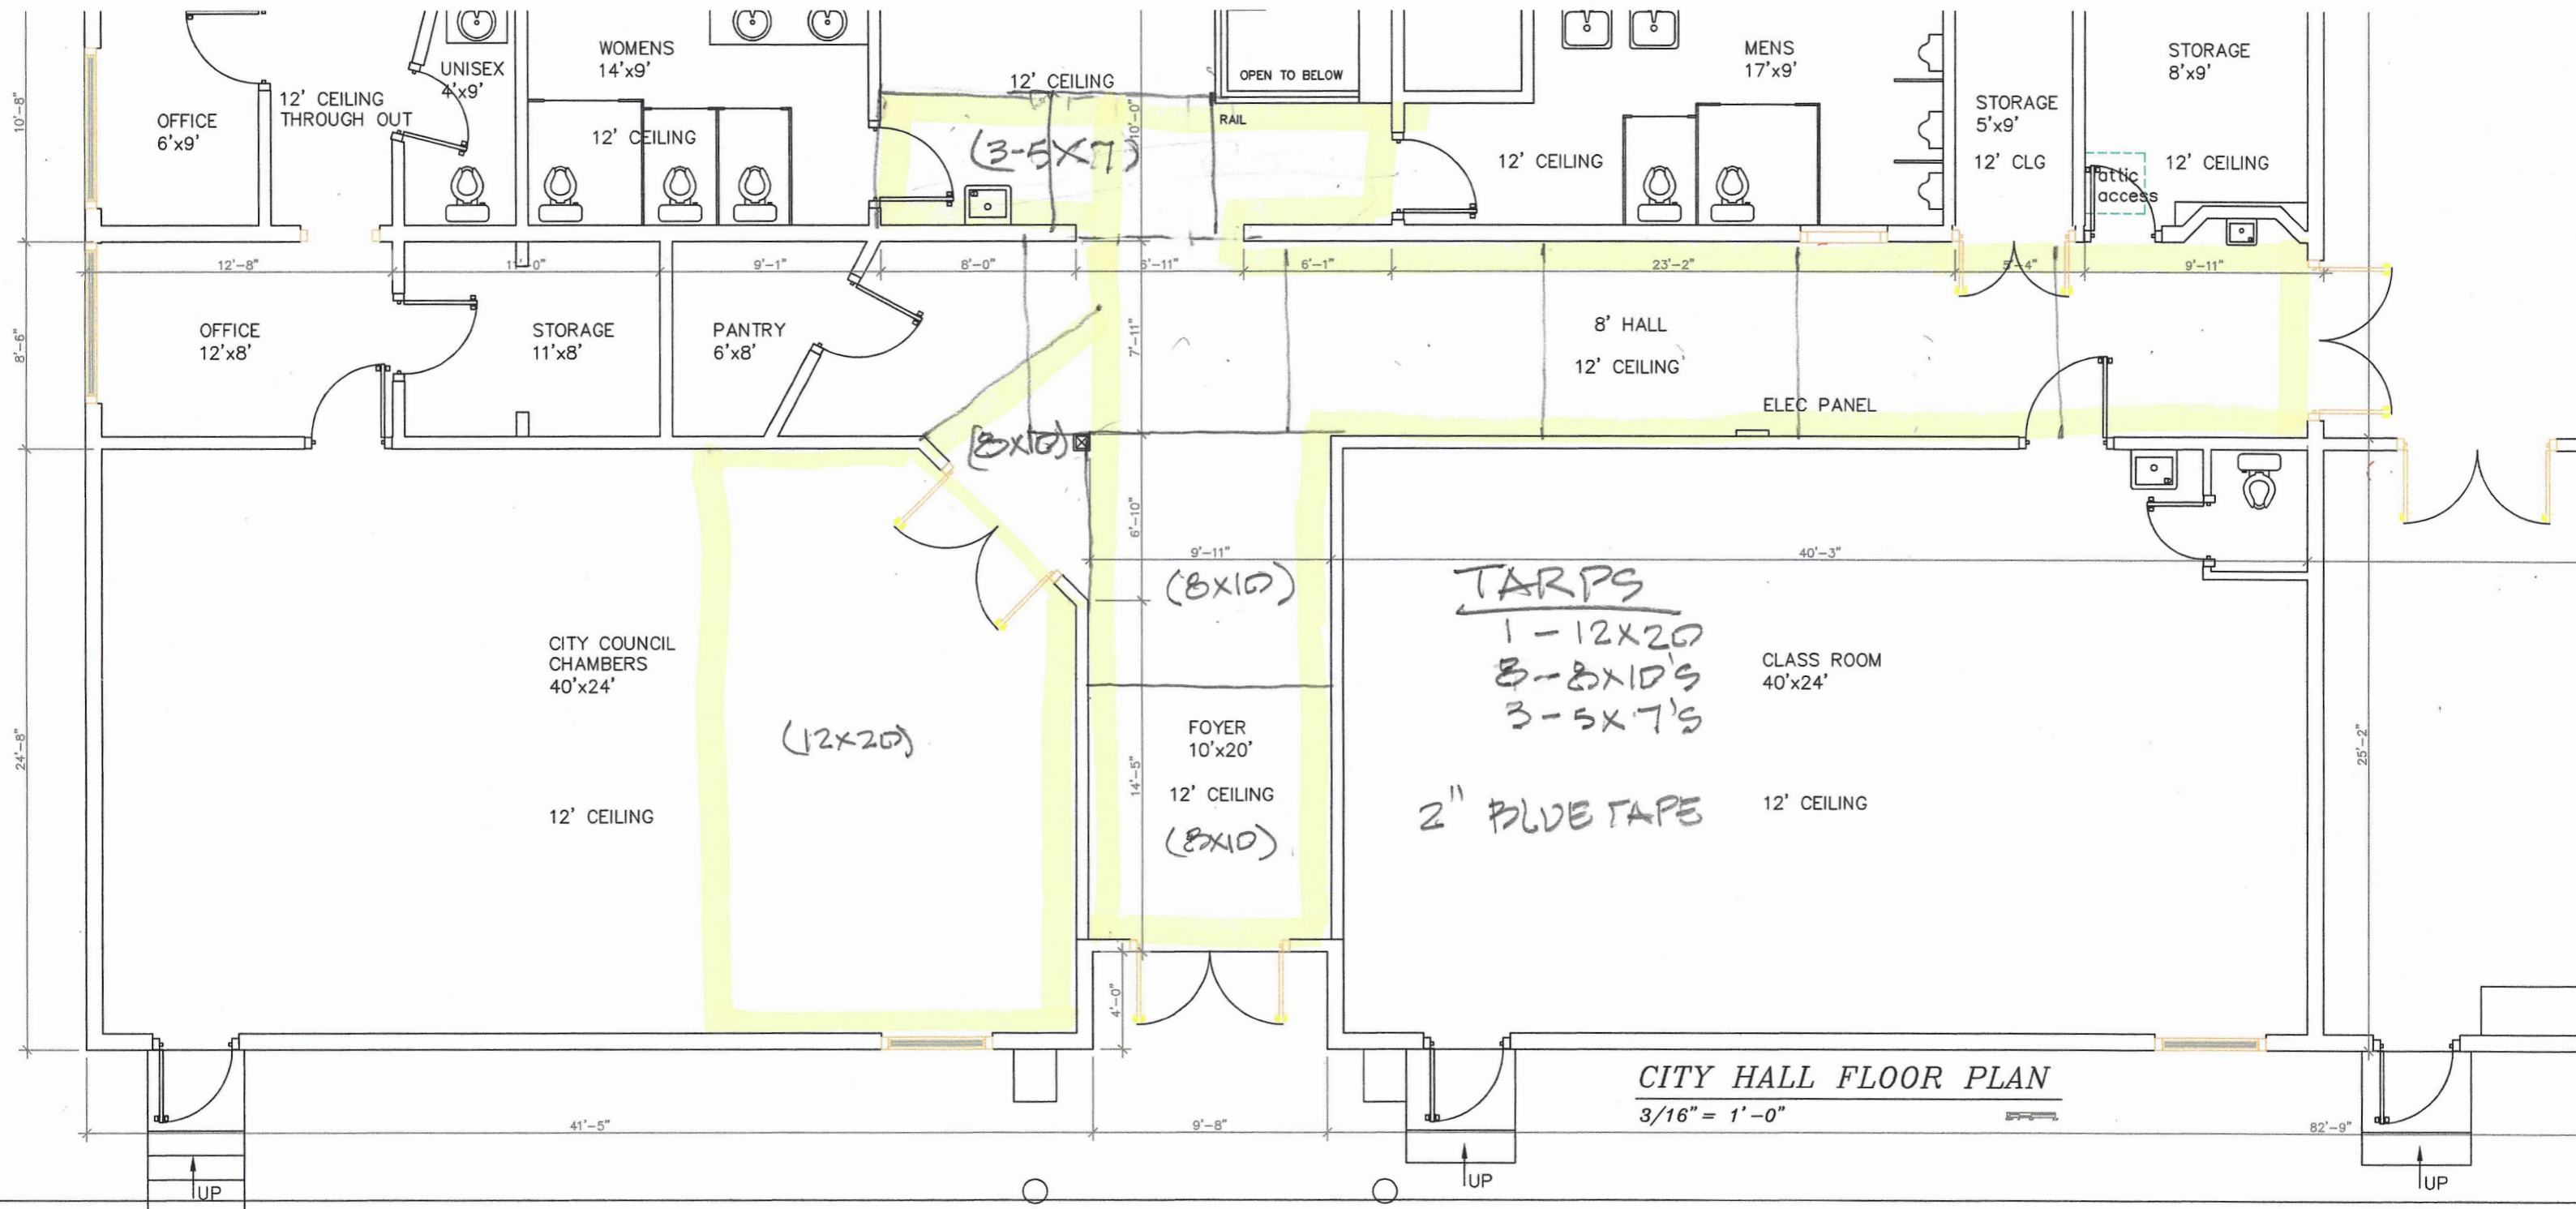 WOMENS
14'x9'
UNISEX
4'x9'
12' CEILING
THROUGH OUT
OFFICE
6'x9'
12' CEILING
12' CEILING
OPEN TO BELOW
RAIL
(3-5X7)
MENS
17'x9'
12' CEILING
STORAGE
5'x9'
12' CLG
STORAGE
8'x9'
12' CEILING
attic
access
10'-8"
10'-0"
12'-8"
11'-0"
9'-1"
8'-0"
6'-11"
6'-1"
23'-2"
5'-4"
9'-11"
8'-6"
OFFICE
12'x8'
STORAGE
11'x8'
PANTRY
6'x8'
7'-11"
8' HALL
12' CEILING
ELEC PANEL
(8X10)
6'-10"
9'-11"
40'-3"
(8X10)
TARPS
1 - 12X20
8 - 8X10'S
3 - 5X7'S
2" BLUE TAPE
CITY COUNCIL
CHAMBERS
40'x24'
12' CEILING
(12X20)
FOYER
10'x20'
12' CEILING
(8X10)
CLASS ROOM
40'x24'
12' CEILING
24'-8"
14'-5"
25'-2"
4'-0"
CITY HALL FLOOR PLAN
3/16" = 1'-0"
41'-5"
9'-8"
82'-9"
UP
UP
UP